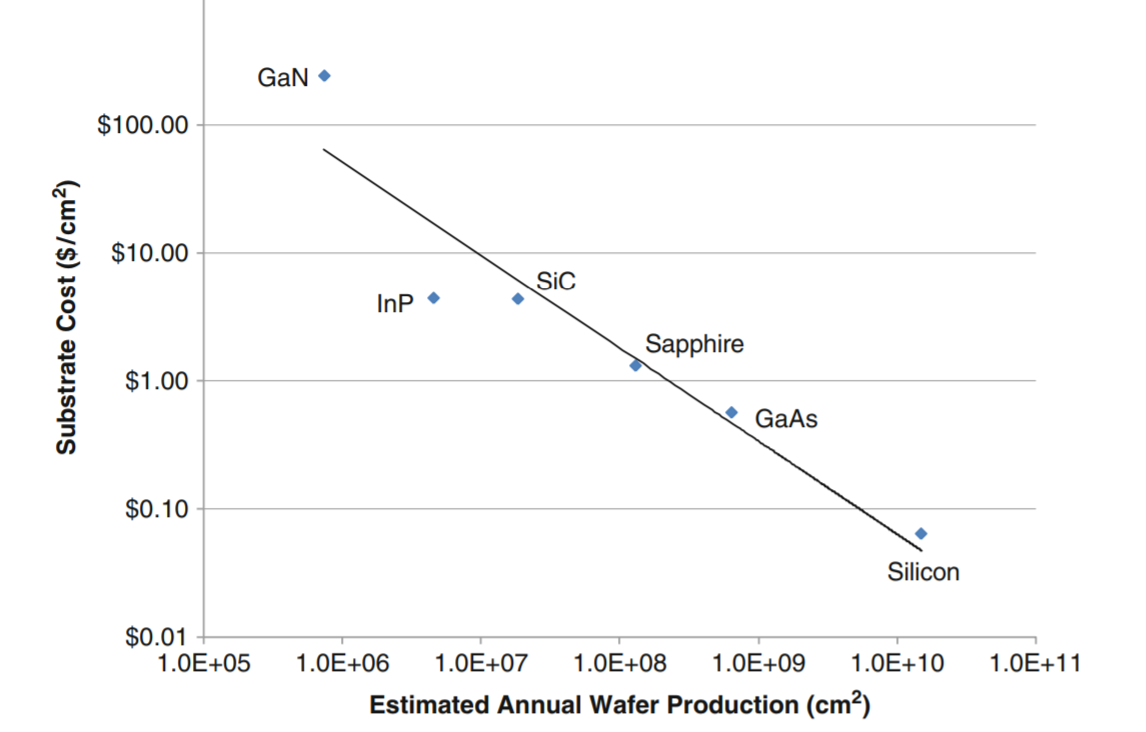 GaN
$100.00
$10.00
SiC
InP
Sapphire
$1.00
GaAs
$0.10
Silicon
$0.01
1.0E+05 1.0E+06 1.0E+07 1.0E+08 1.0E+09 1.0E+10 1.0E+11
Estimated Annual Wafer Production (cm²)
Substrate Cost ($/cm²)